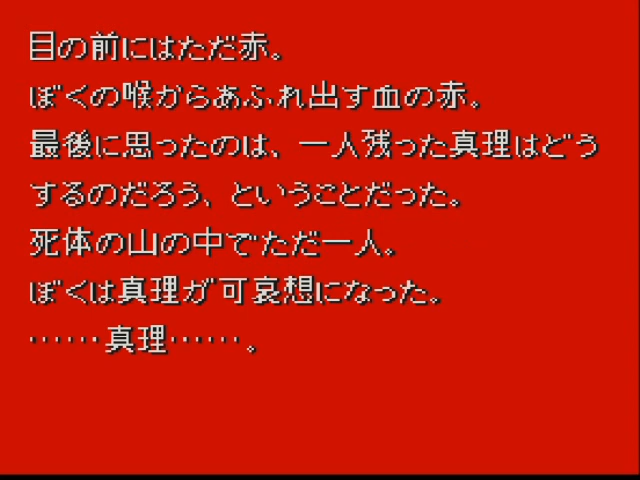 目の前にはただ赤。
ぼくの喉からあふれ出す血の赤。
最後に思ったのは、一人残った真理はどう
するのだろう、ということだった。
死体の山の中でただ一人。
ぼくは真理が可哀想になった。
……真理……。